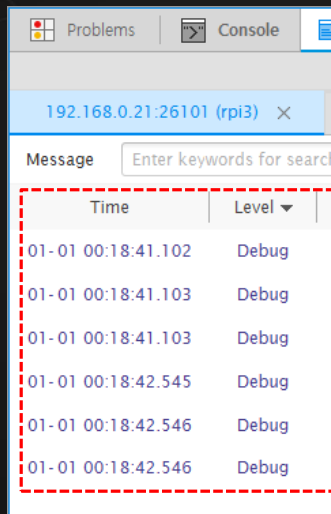 Problems Console
192.168.0.21:26101 (rpi3)
Message Enter keywords for search
Time Level
01-01 00:18:41.102 Debug
01-01 00:18:41.103 Debug
01-01 00:18:41.103 Debug
01-01 00:18:42.545 Debug
01-01 00:18:42.546 Debug
01-01 00:18:42.546 Debug